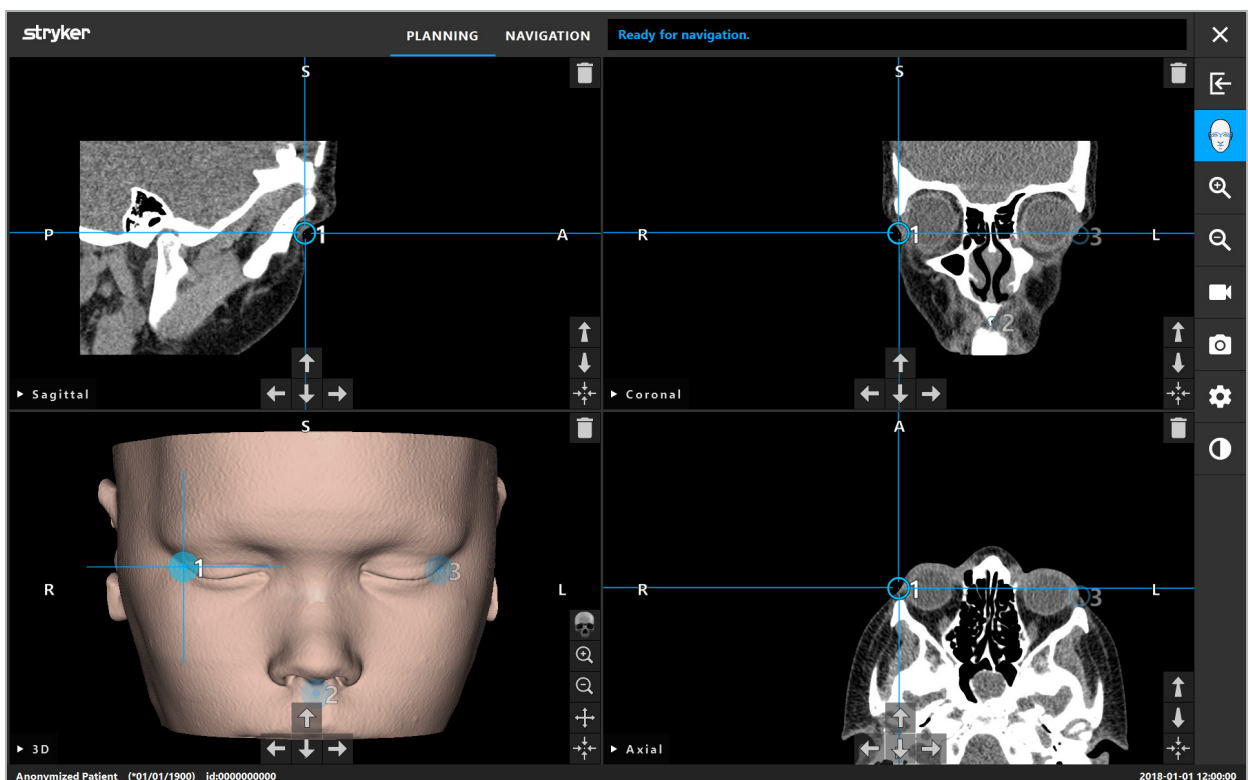 stryker
PLANNING NAVIGATION Ready for navigation.
S
P 1 A
Sagittal
S
R 1 3 L
2
Coronal
S
R 1 3 L
2
3D
A
R 1 3 L
Axial
Anonymized Patient (*01/01/1900) id:0000000000 2018-01-01 12:00:00